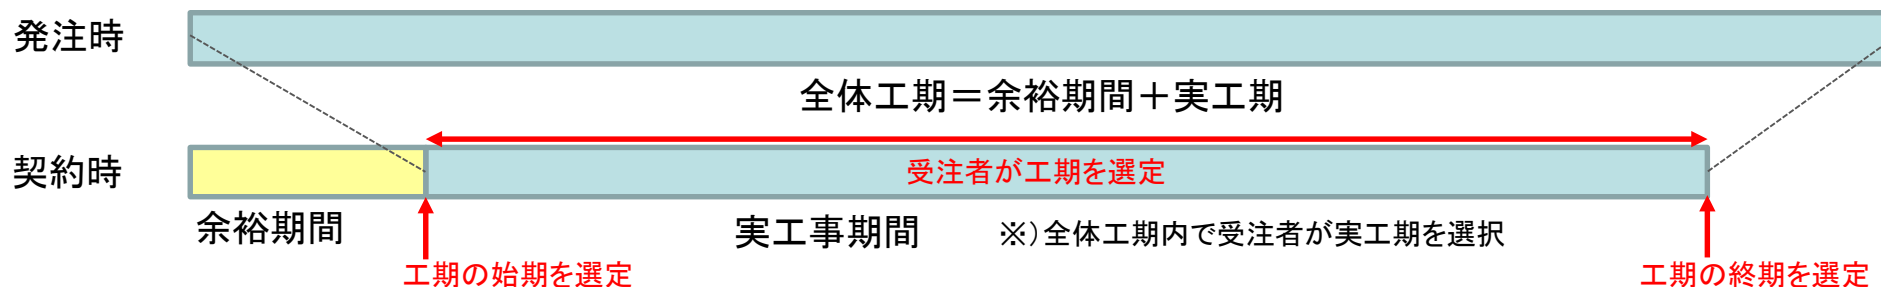 発注時
全体工期＝余裕期間＋実工期
契約時
受注者が工期を選定
余裕期間
実工事期間
※）全体工期内で受注者が実工期を選択
工期の始期を選定
工期の終期を選定